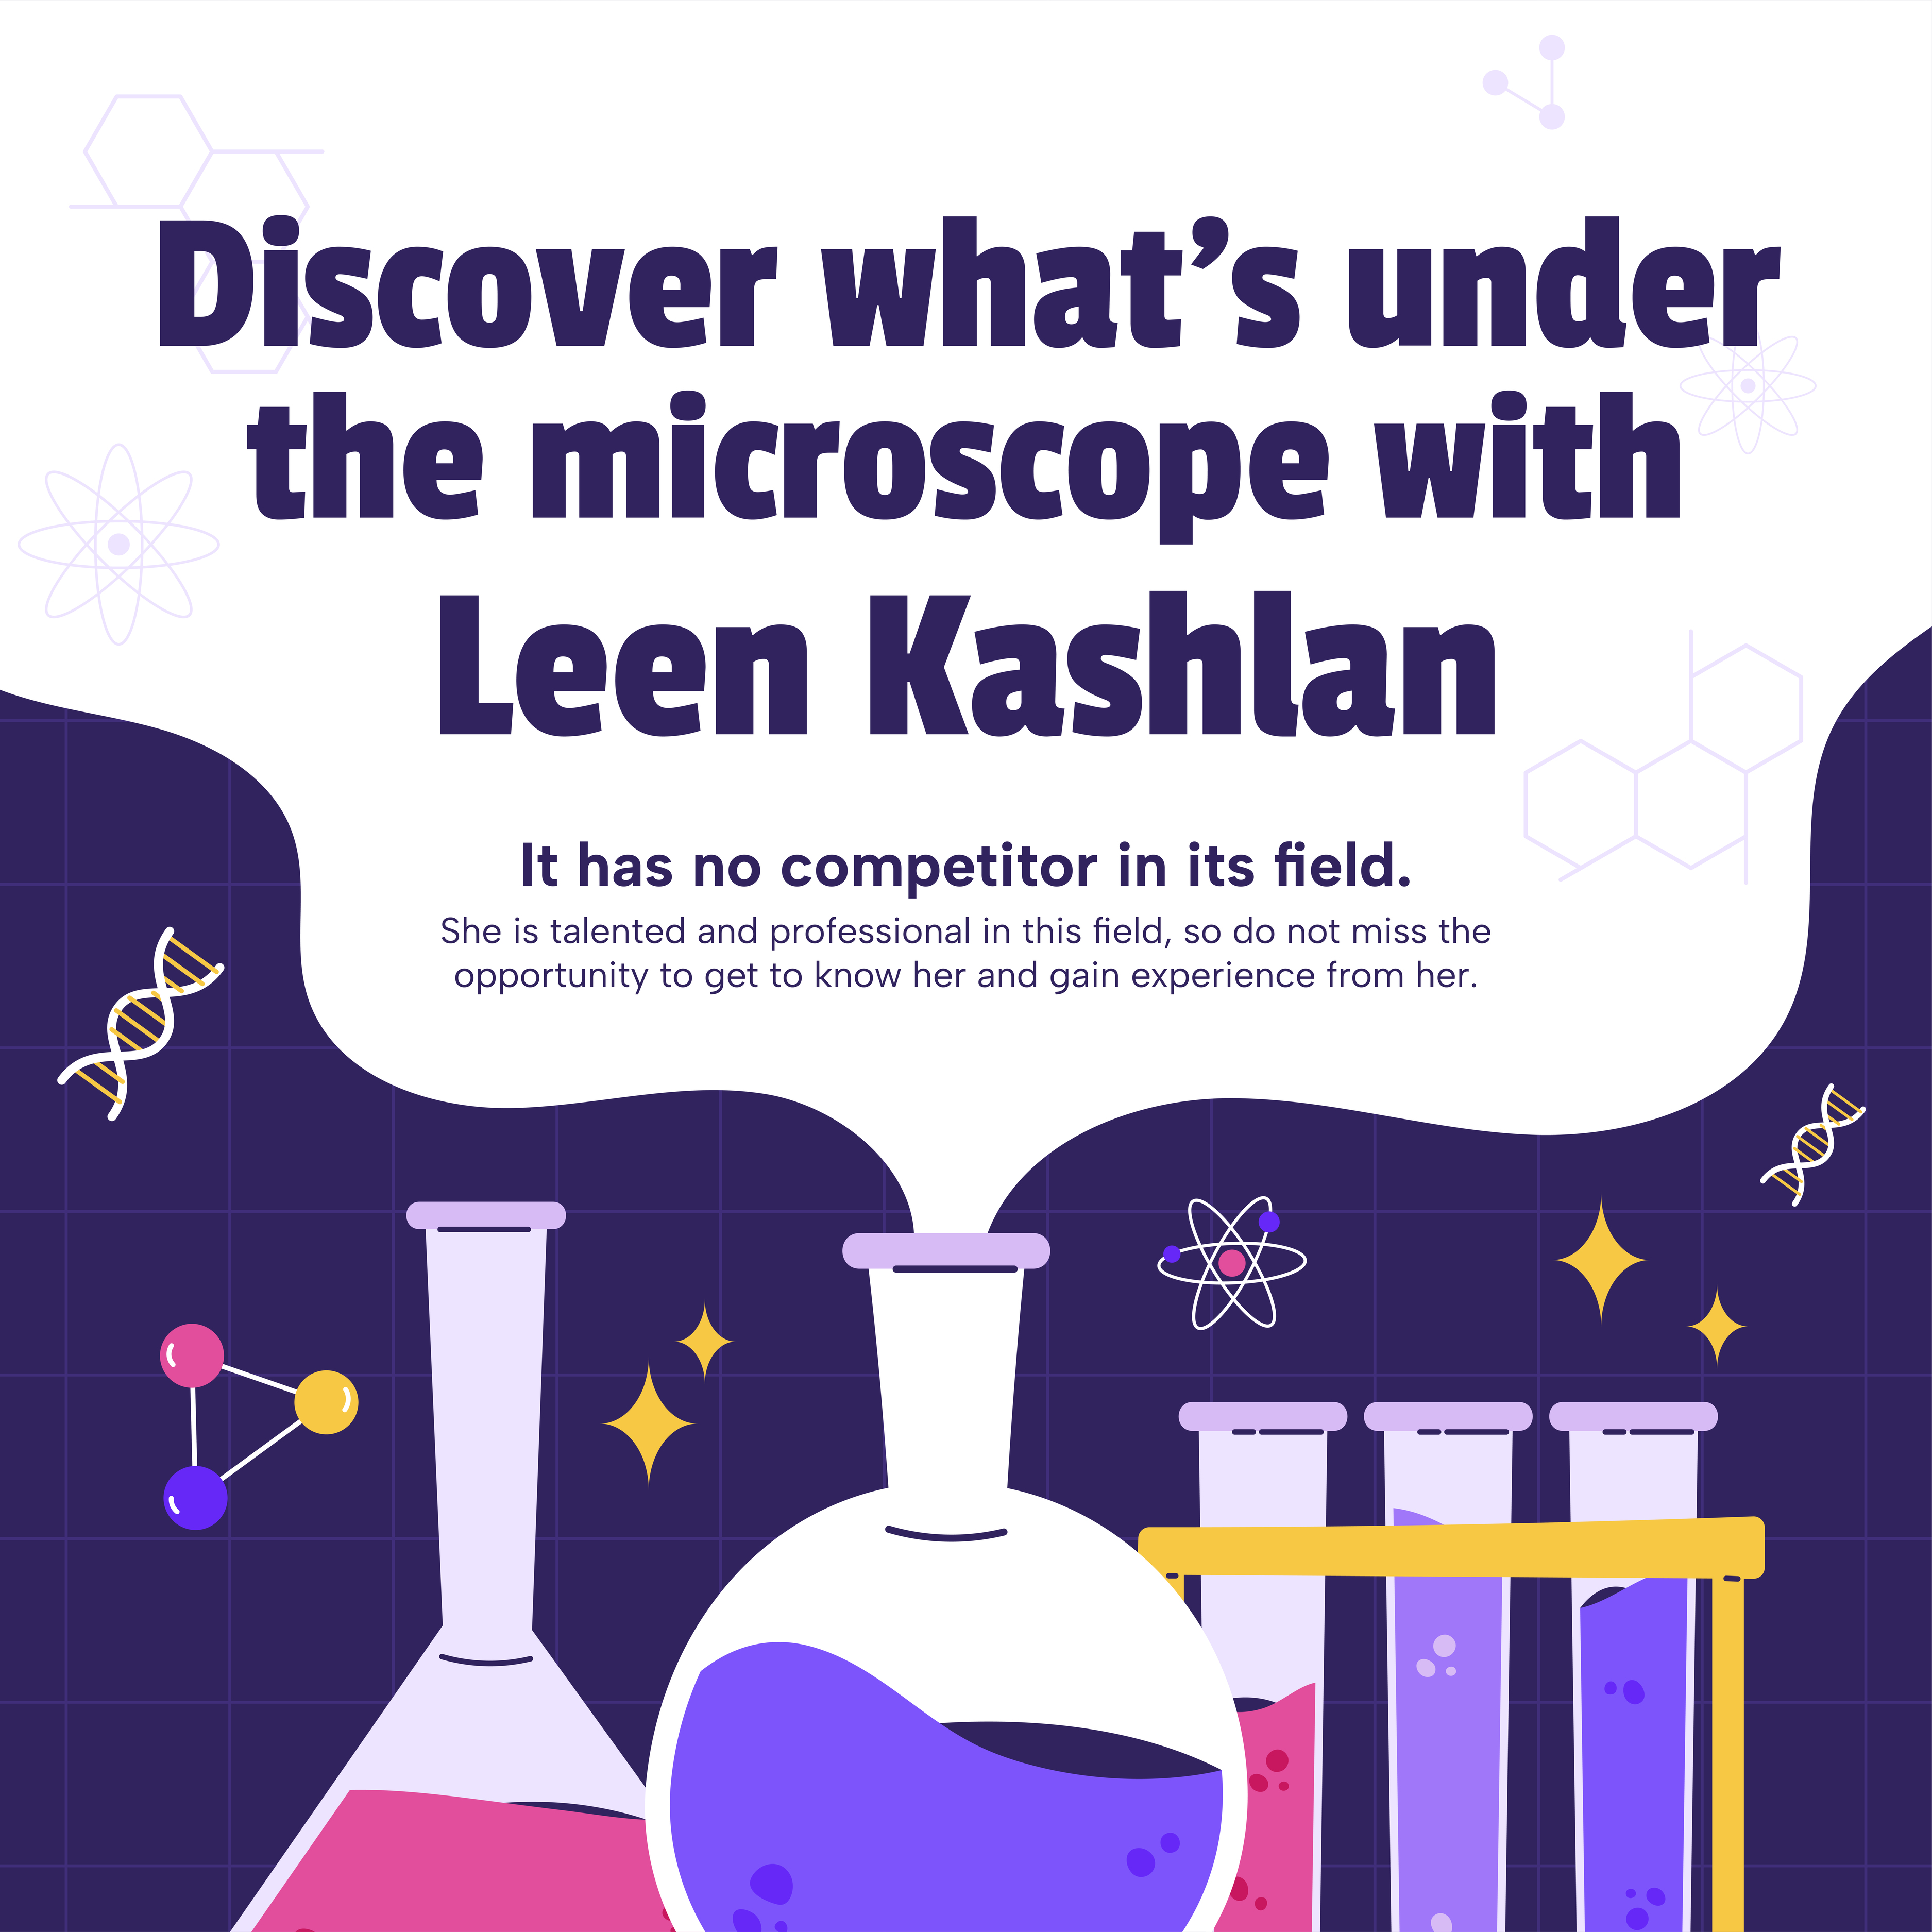 Discover what’s under
the microscope with
Leen Kashlan
It has no competitor in its field.
She is talented and professional in this field, so do not miss the
opportunity to get to know her and gain experience from her.